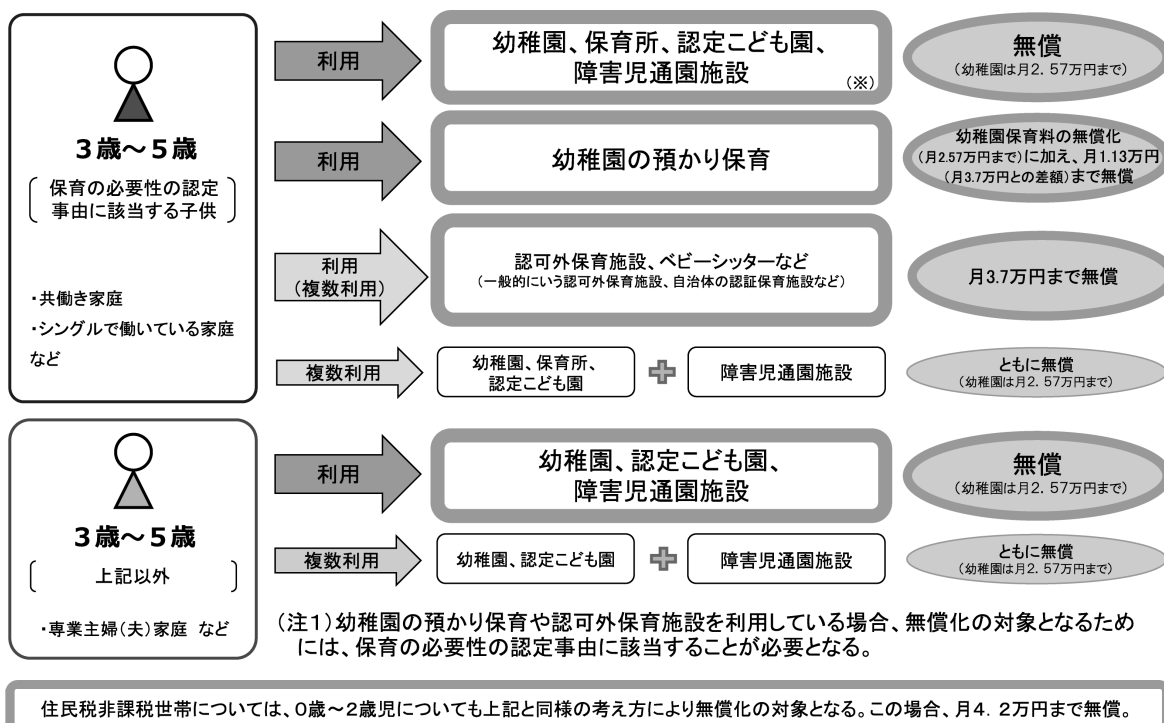 3歳～5歳
保育の必要性の認定
事由に該当する子供
・共働き家庭
・シングルで働いている家庭
など
利用
幼稚園、保育所、認定こども園、
障害児通園施設
（※）
無償
（幼稚園は月2．57万円まで）
利用
幼稚園の預かり保育
幼稚園保育料の無償化
（月2.57万円まで）に加え、月1.13万円
（月3.7万円との差額）まで無償
利用
（複数利用）
認可外保育施設、ベビーシッターなど
（一般的にいう認可外保育施設、自治体の認証保育施設など）
月3.7万円まで無償
複数利用
幼稚園、保育所、
認定こども園
障害児通園施設
ともに無償
（幼稚園は月2．57万円まで）
3歳～5歳
上記以外
・専業主婦（夫）家庭 など
利用
幼稚園、認定こども園、
障害児通園施設
無償
（幼稚園は月2．57万円まで）
複数利用
幼稚園、認定こども園
障害児通園施設
ともに無償
（幼稚園は月2．57万円まで）
（注1）幼稚園の預かり保育や認可外保育施設を利用している場合、無償化の対象となるため
には、保育の必要性の認定事由に該当することが必要となる。
住民税非課税世帯については、0歳～2歳児についても上記と同様の考え方により無償化の対象となる。この場合、月4．2万円まで無償。